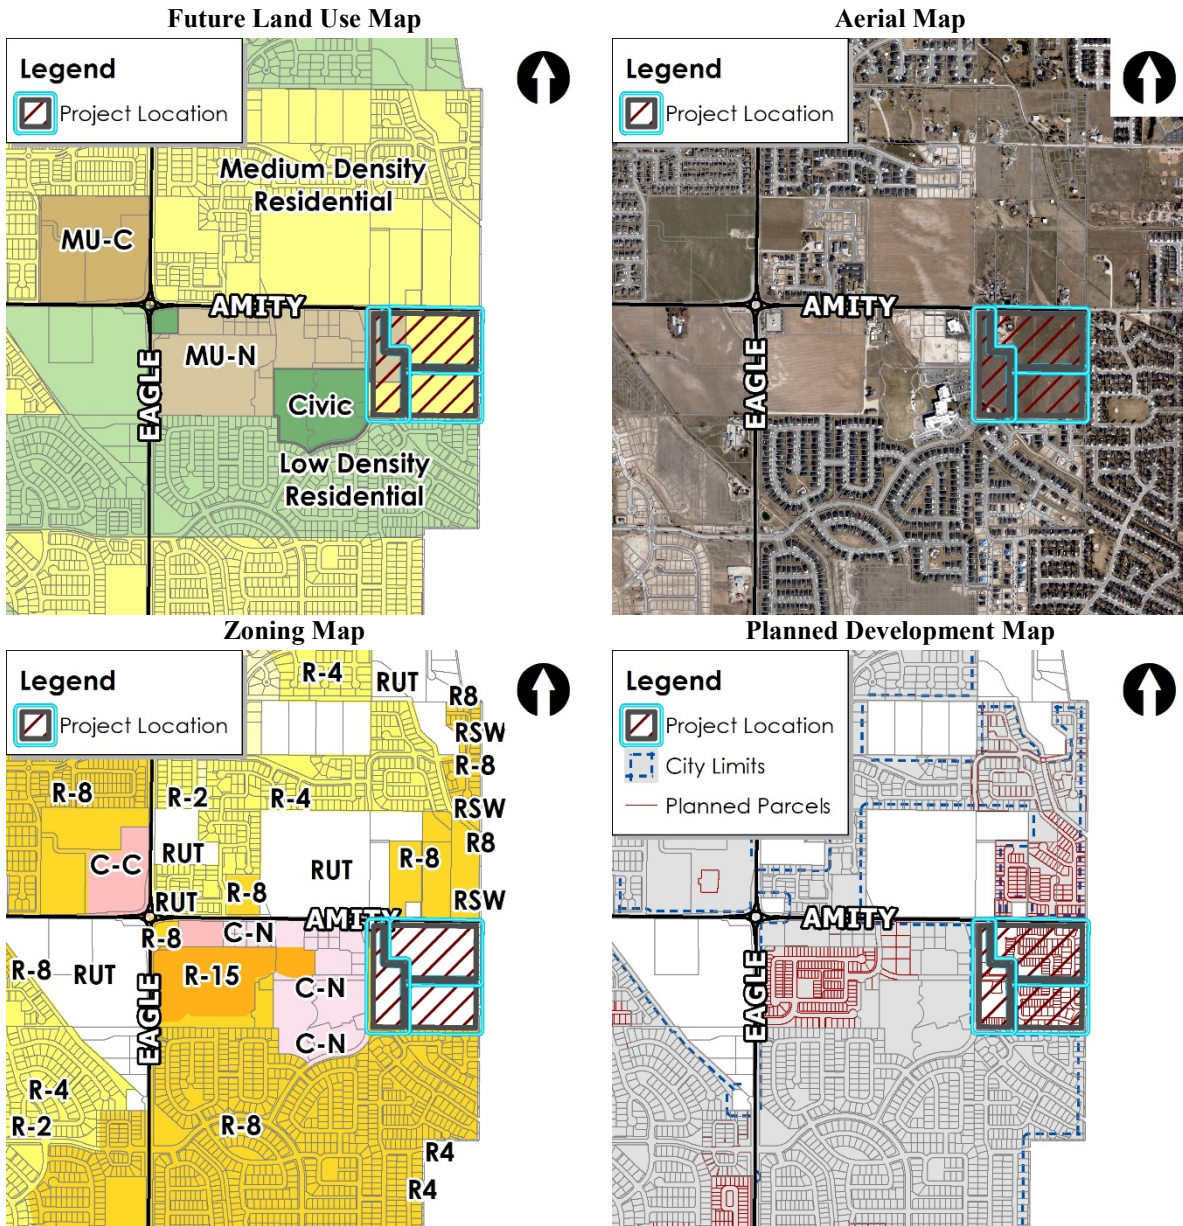 Future Land Use Map
Legend
Project Location
Medium Density
Residential
MU-C
AMITY
MU-N
EAGLE
Civic
Low Density
Residential
Aerial Map
Legend
Project Location
AMITY
EAGLE
Zoning Map
Legend
Project Location
R-4
RUT
R8
RSW
R-8
R-8
R-2
R-4
RSW
C-C
RUT
RUT
R-8
R8
R-8
RUT
RSW
AMITY
R-8
C-N
R-8
RUT
R-15
C-N
EAGLE
C-N
R-4
R-2
R-8
R4
R4
Planned Development Map
Legend
Project Location
City Limits
Planned Parcels
AMITY
EAGLE